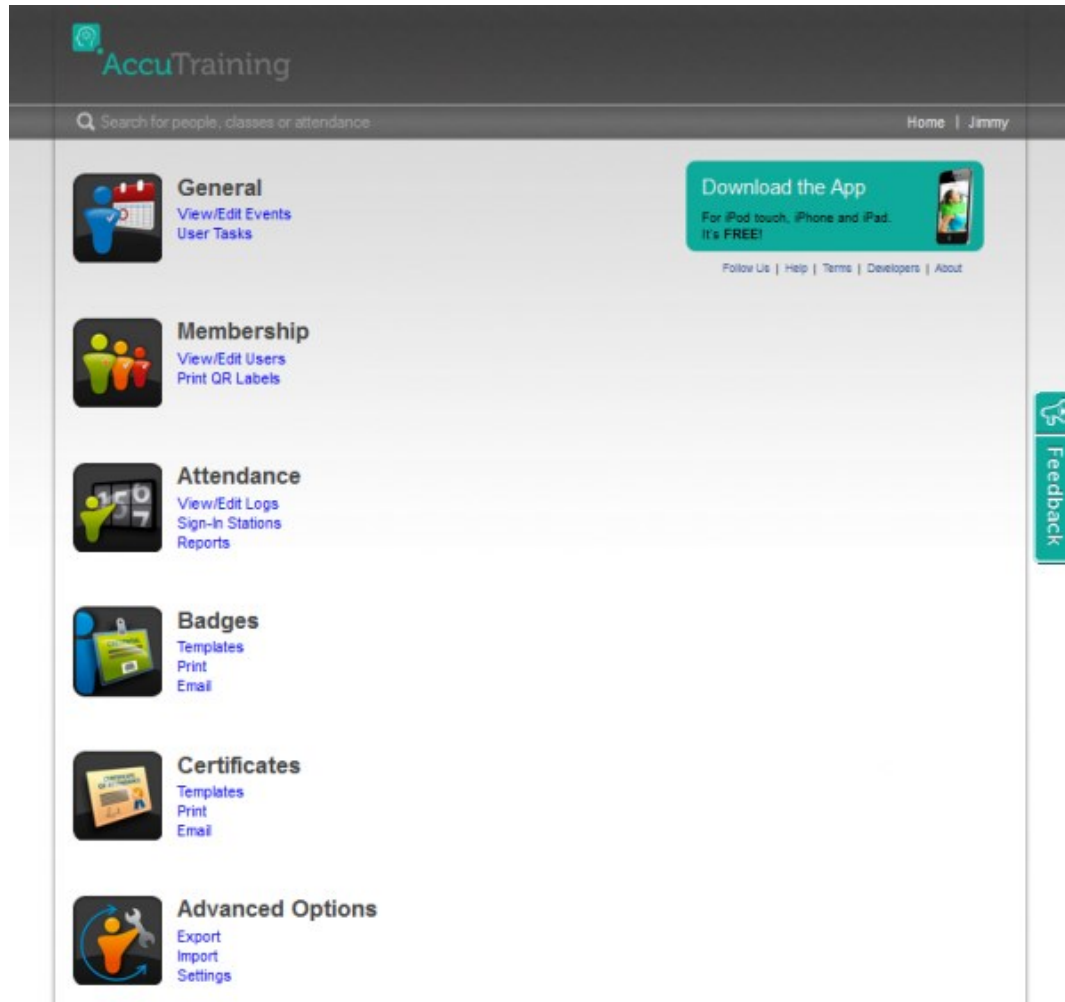 AccuTraining
Search for people, classes or attendance
Home | Jimmy
General
View/Edit Events
User Tasks
Download the App
For iPod touch, iPhone and iPad.
It's FREE!
Follow Us | Help | Terms | Developers | About
Membership
View/Edit Users
Print QR Labels
Feedback
Attendance
View/Edit Logs
Sign-In Stations
Reports
Badges
Templates
Print
Email
Certificates
Templates
Print
Email
Advanced Options
Export
Import
Settings